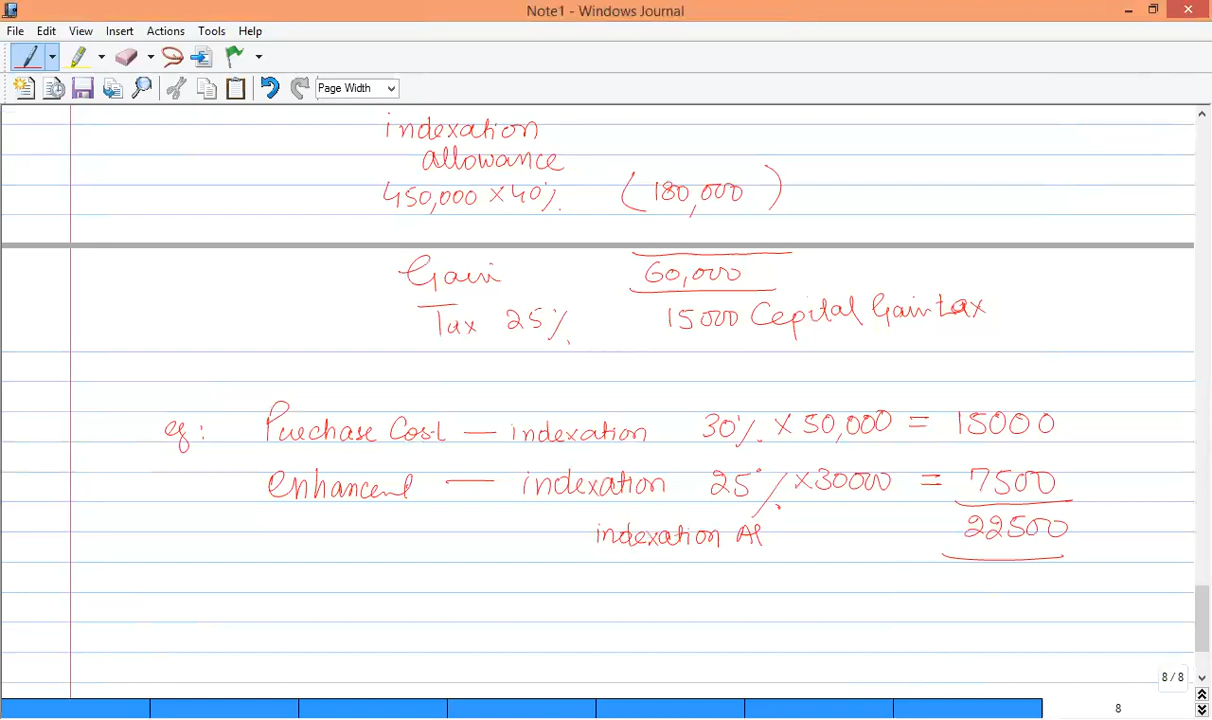 Note1 - Windows Journal
File Edit View Insert Actions Tools Help
Page Width
indexation
allowance
450,000 × 40% (180,000)
Gain 60,000
Tax 25% 15000 Cepital Gain tax
eg: Purchase Cost — indexation 30% × 50,000 = 15000
enhancent — indexation 25% × 30000 = 7500
indexation Al 22500
8 / 8
8